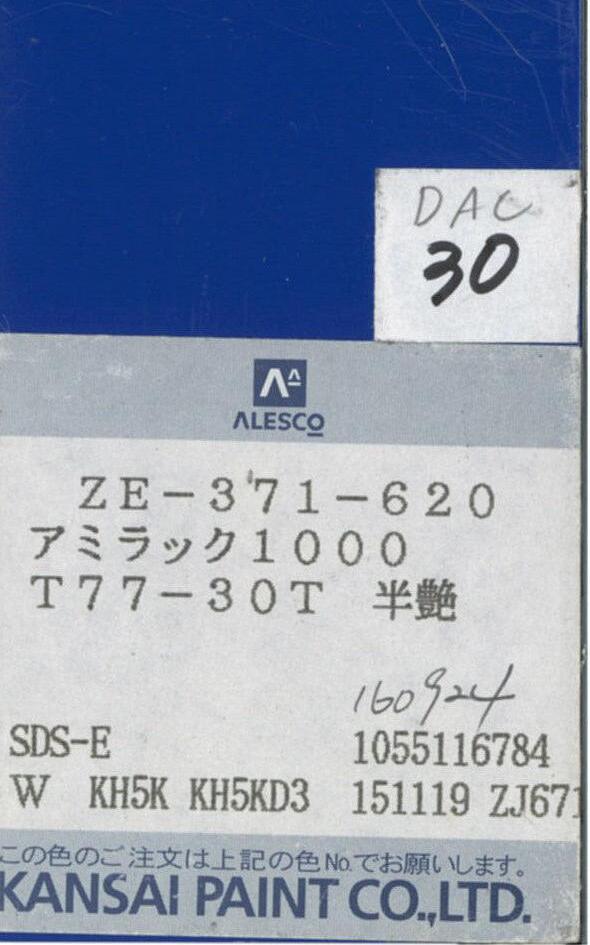 DAC
30
ALESCO
ZE-371-620
アミラック1000
T77-30T 半艶
160924
SDS-E 1055116784
W KH5K KH5KD3 151119 ZJ671
この色のご注文は上記の色No.でお願いします。
KANSAI PAINT CO.,LTD.